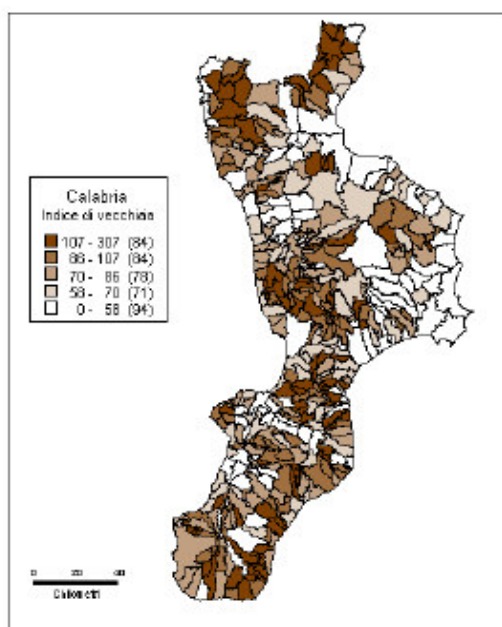 Calabria
Indice di vecchiaia
107 - 307 (84)
86 - 107 (84)
70 - 86 (78)
58 - 70 (71)
0 - 58 (94)
0 20 40
Chilometri